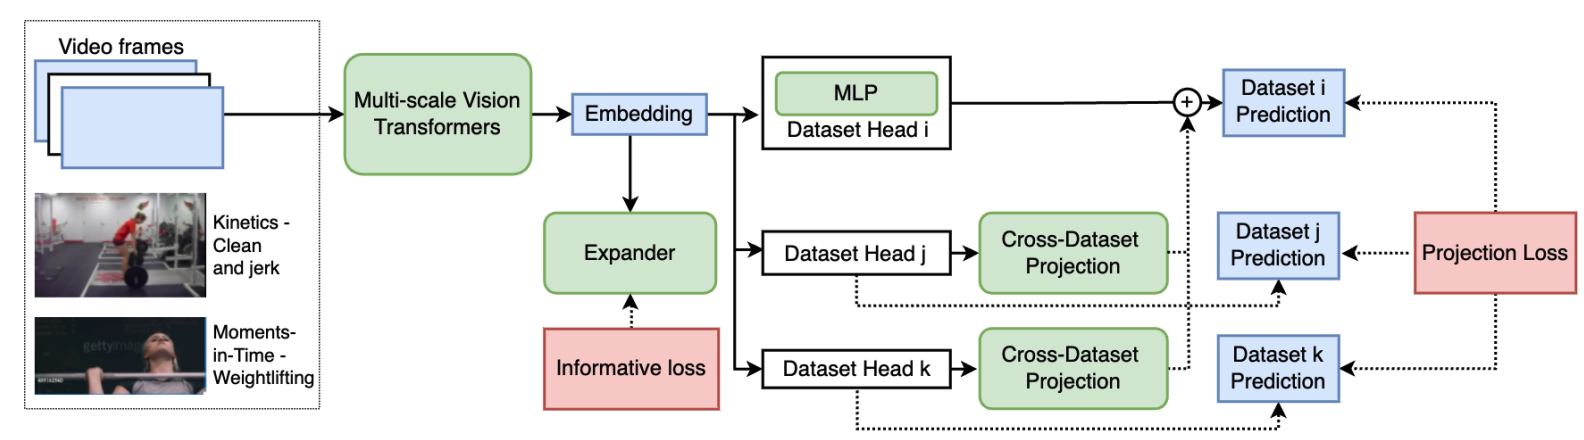 Video frames
Kinetics -
Clean
and jerk
Moments-
in-Time -
Weightlifting
Multi-scale Vision
Transformers
Embedding
Expander
Informative loss
MLP
Dataset Head i
Dataset Head j
Dataset Head k
Cross-Dataset
Projection
Cross-Dataset
Projection
+
Dataset i
Prediction
Dataset j
Prediction
Dataset k
Prediction
Projection Loss